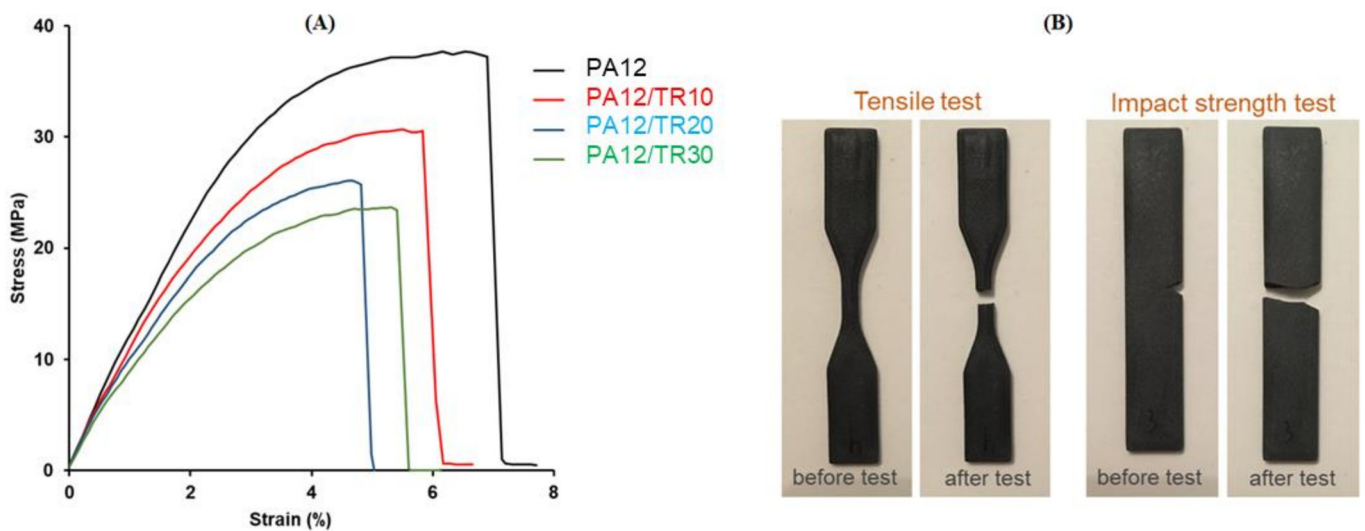 (A)
40
30
20
10
0
0
2
4
6
8
Stress (MPa)
Strain (%)
PA12
PA12/TR10
PA12/TR20
PA12/TR30
(B)
Tensile test
Impact strength test
before test
after test
before test
after test
3